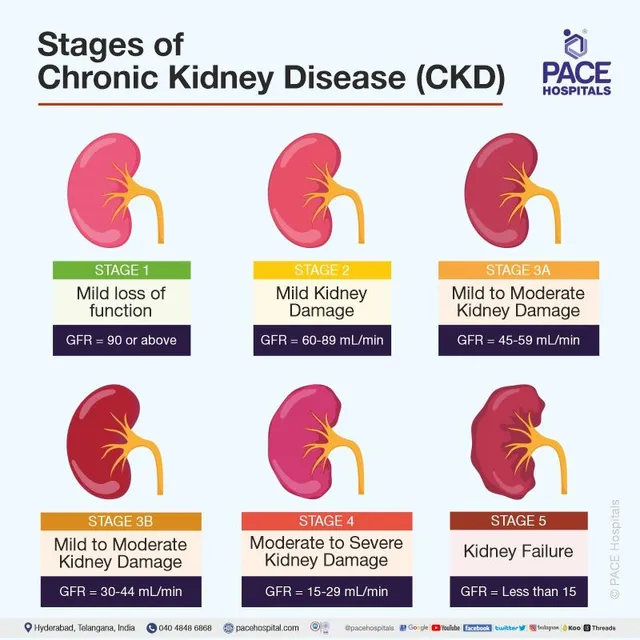 Stages of
Chronic Kidney Disease (CKD)
PACE
HOSPITALS
STAGE 1
Mild loss of
function
GFR = 90 or above
STAGE 2
Mild Kidney
Damage
GFR = 60-89 mL/min
STAGE 3A
Mild to Moderate
Kidney Damage
GFR = 45-59 mL/min
STAGE 3B
Mild to Moderate
Kidney Damage
GFR = 30-44 mL/min
STAGE 4
Moderate to Severe
Kidney Damage
GFR = 15-29 mL/min
STAGE 5
Kidney Failure
GFR = Less than 15
© PACE Hospitals
Hyderabad, Telangana, India 040 4848 6868 pacehospital.com @pacehospitals Google YouTube facebook twitter Instagram Koo Threads